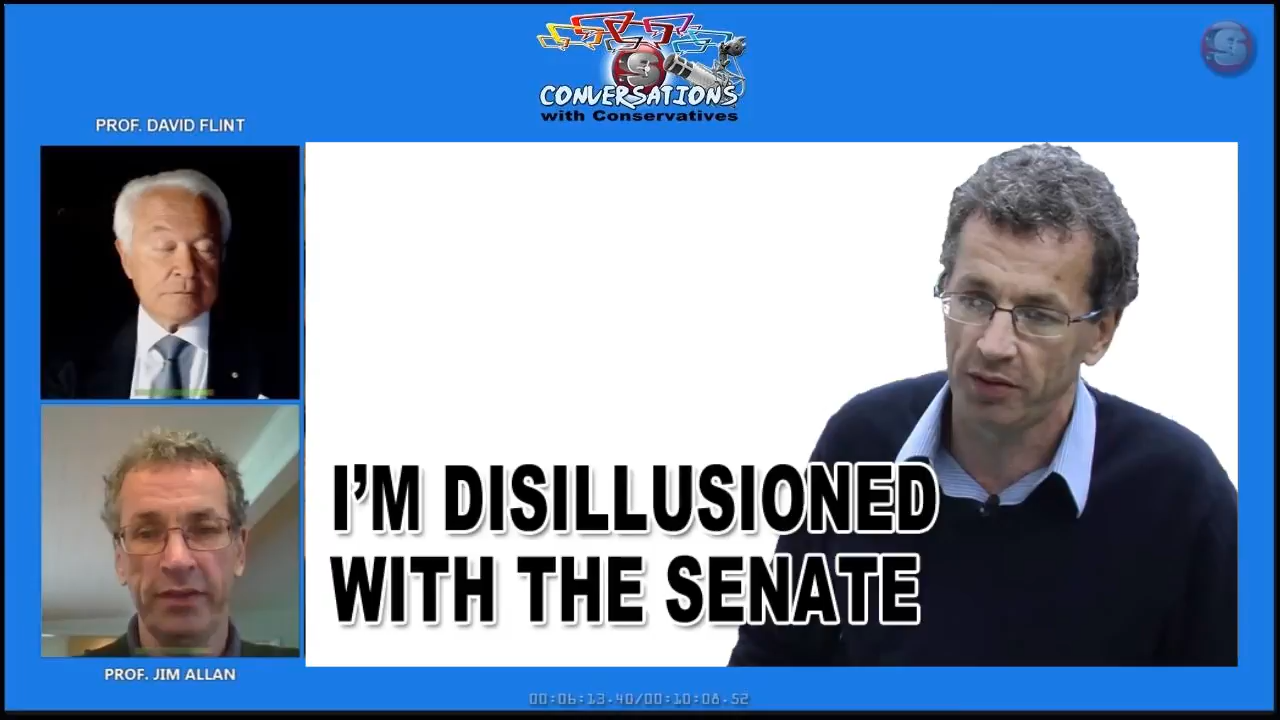 CONVERSATIONS
with Conservatives
S
PROF. DAVID FLINT
I'M DISILLUSIONED
WITH THE SENATE
PROF. JIM ALLAN
00:06:13.40/00:10:08.52